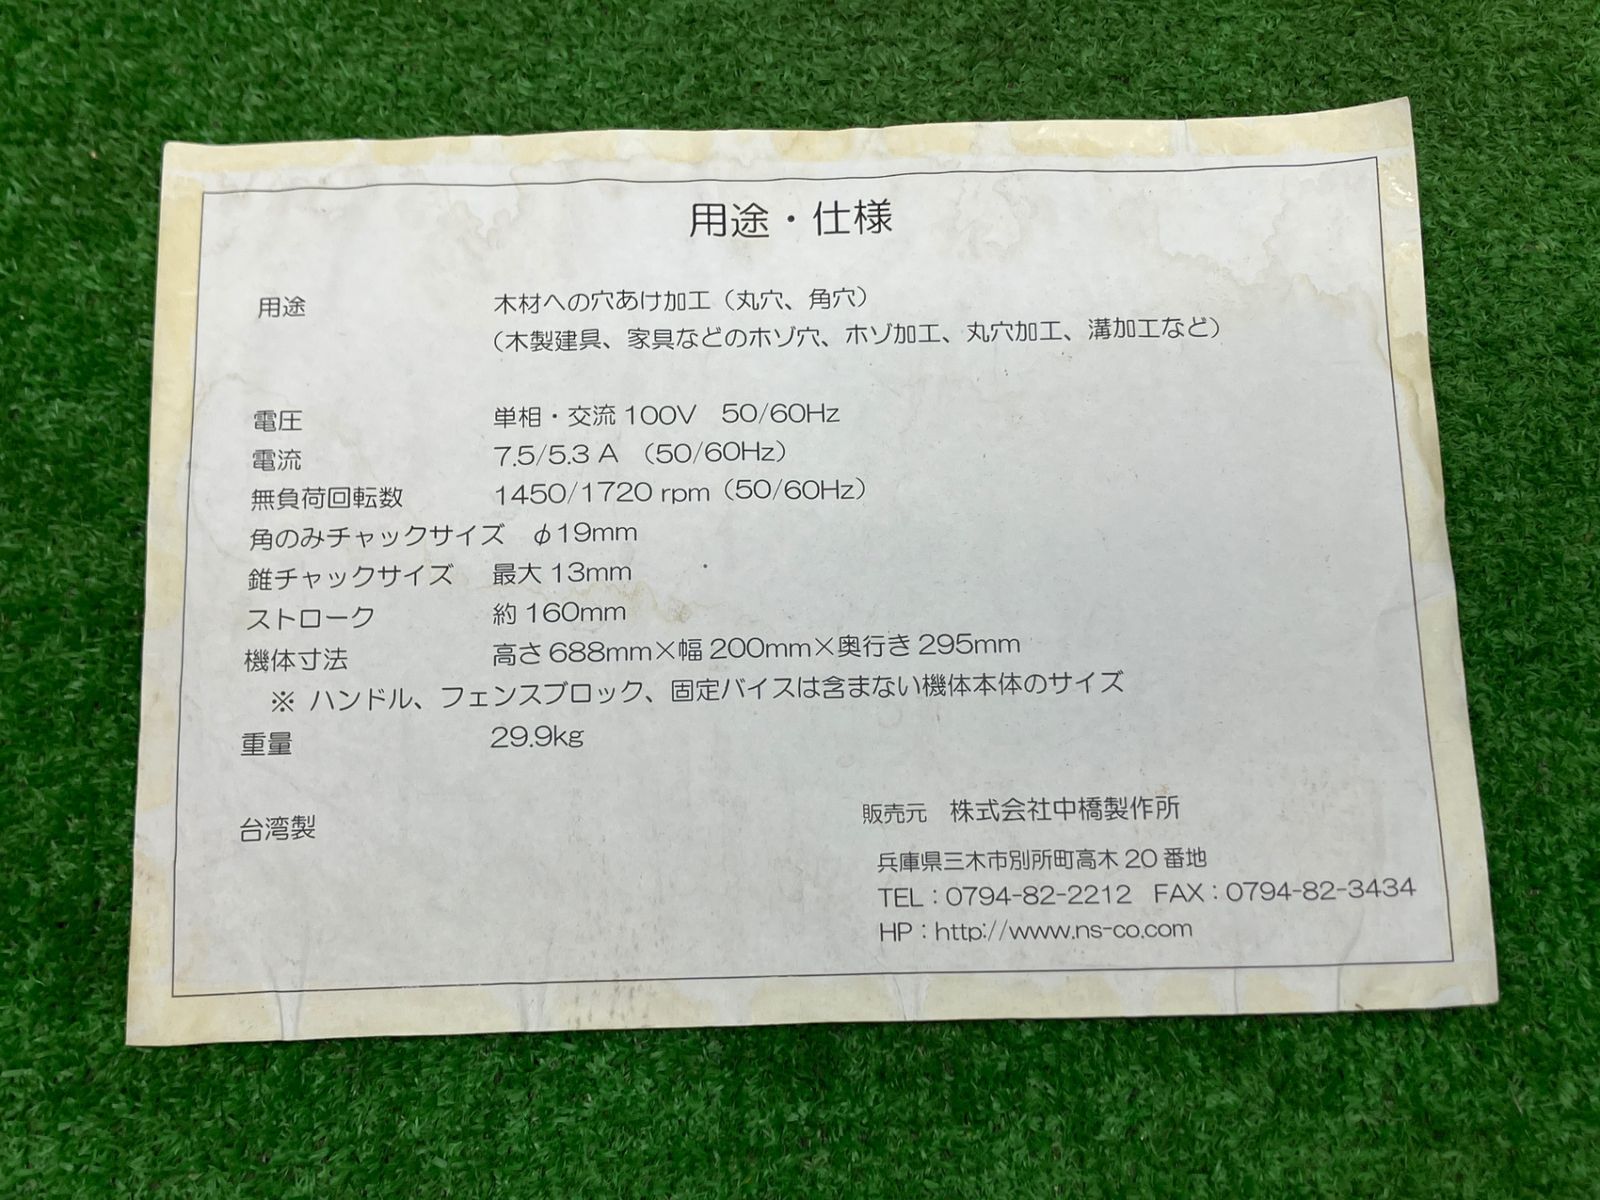 用途・仕様
用途 木材への穴あけ加工（丸穴、角穴）
（木製建具、家具などのホゾ穴、ホゾ加工、丸穴加工、溝加工など）
電圧 単相・交流 100V 50/60Hz
電流 7.5/5.3 A （50/60Hz）
無負荷回転数 1450/1720 rpm（50/60Hz）
角のみチャックサイズ φ19mm
錐チャックサイズ 最大 13mm
ストローク 約 160mm
機体寸法 高さ 688mm×幅 200mm×奥行き 295mm
※ ハンドル、フェンスブロック、固定バイスは含まない機体本体のサイズ
重量 29.9kg
台湾製 販売元 株式会社中橋製作所
兵庫県三木市別所町高木 20 番地
TEL：0794-82-2212 FAX：0794-82-3434
HP：http://www.ns-co.com